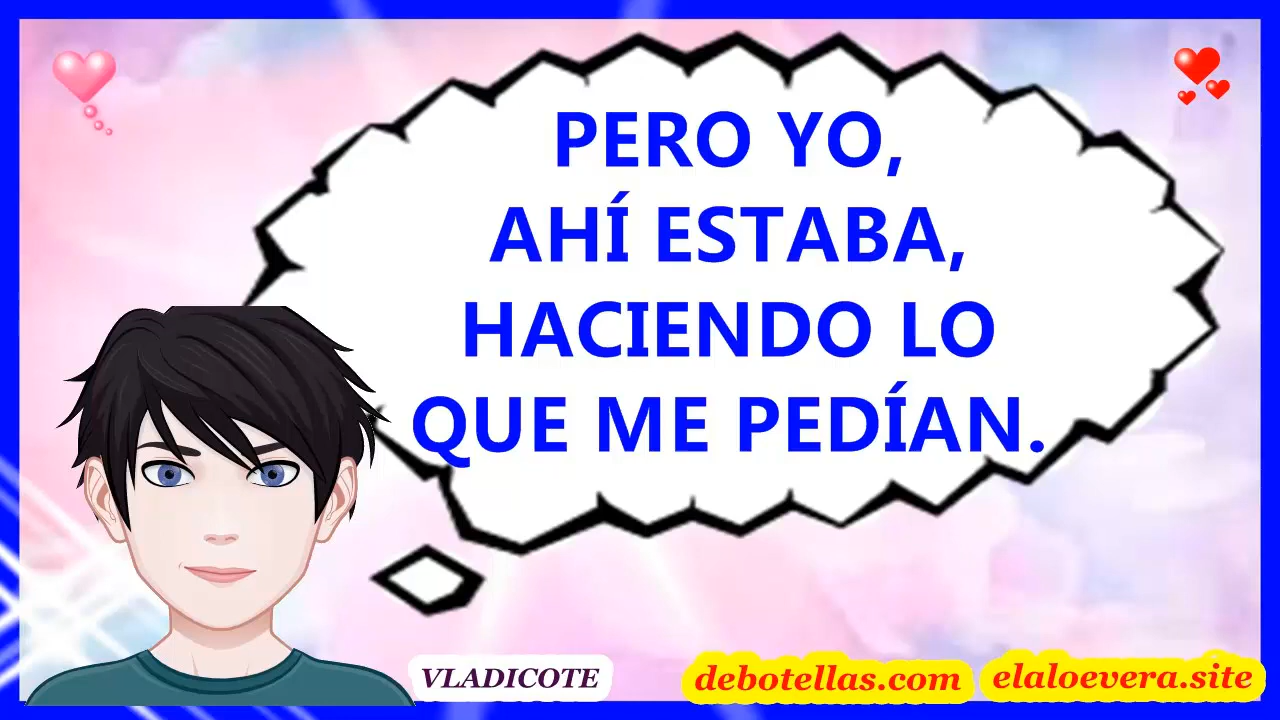 PERO YO,
AHÍ ESTABA,
HACIENDO LO
QUE ME PEDÍAN.
VLADICOTE
debotellas.com
elaloevera.site